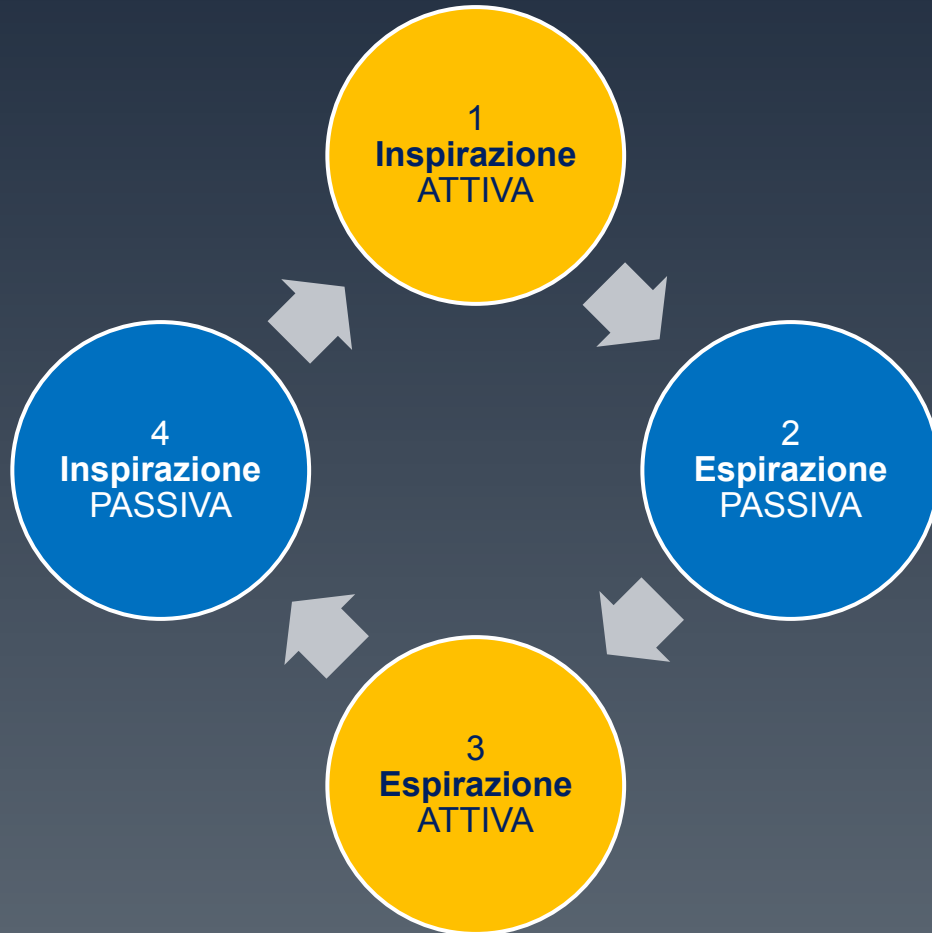 1
Inspirazione
ATTIVA
2
Espirazione
PASSIVA
3
Espirazione
ATTIVA
4
Inspirazione
PASSIVA